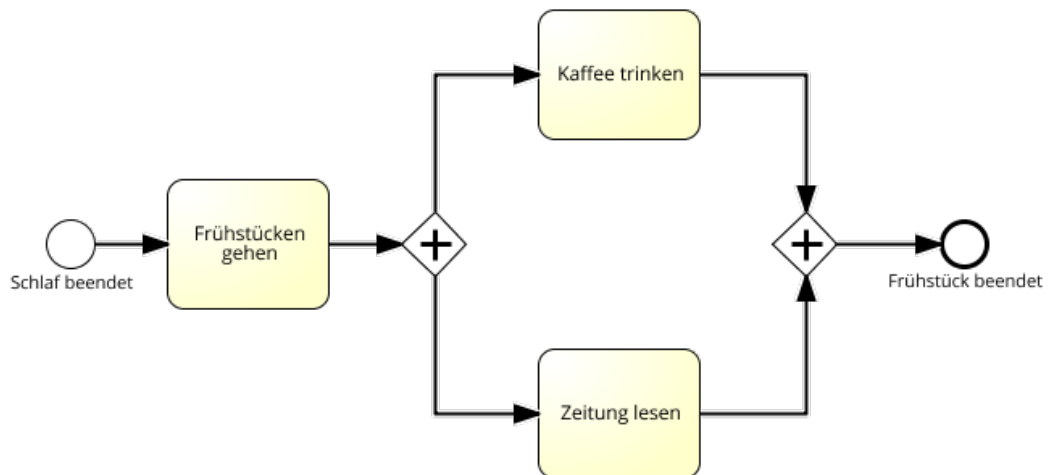 Kaffee trinken
Frühstücken
gehen
Schlaf beendet
Frühstück beendet
Zeitung lesen